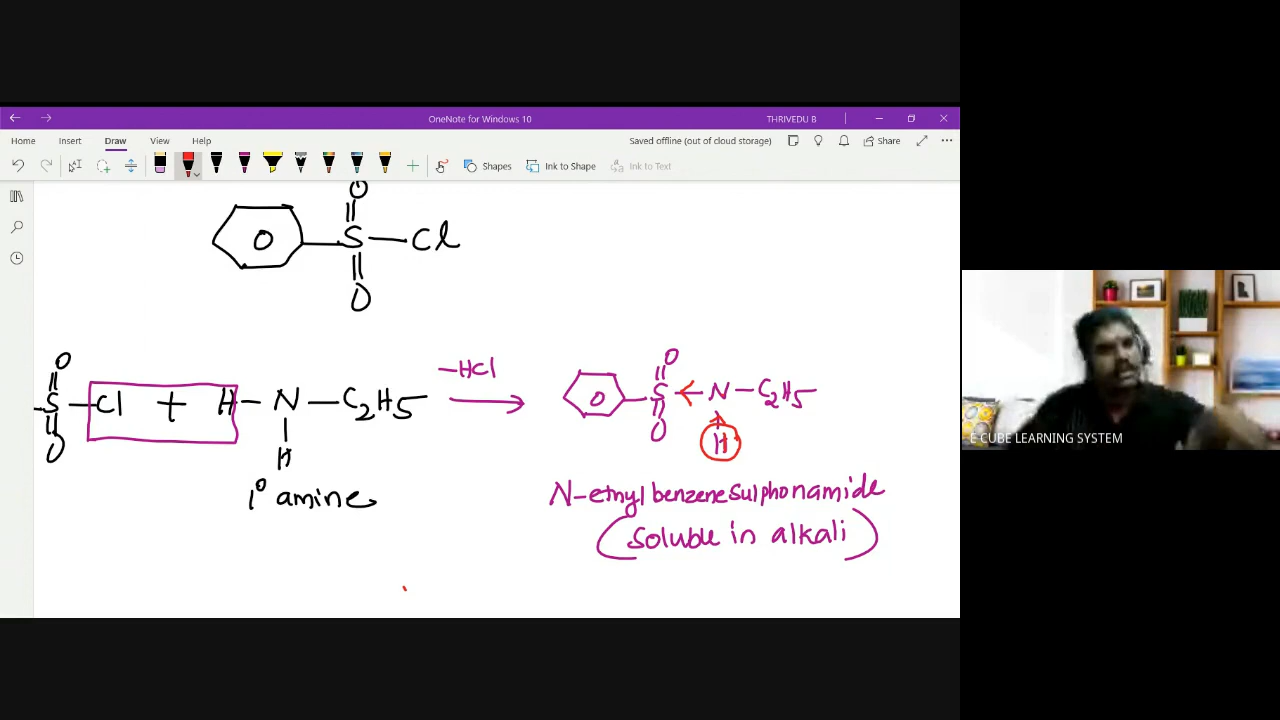 OneNote for Windows 10
THRIVEDU B
Home Insert Draw View Help
Saved offline (out of cloud storage)
Share
Shapes
Ink to Shape
Ink to Text
O
S
Cl
O
O
S Cl + H N C2H5
O
H
1° amine
-HCl
O
S N C2H5
O
H
N-ethyl benzenesulphonamide
(soluble in alkali)
E CUBE LEARNING SYSTEM